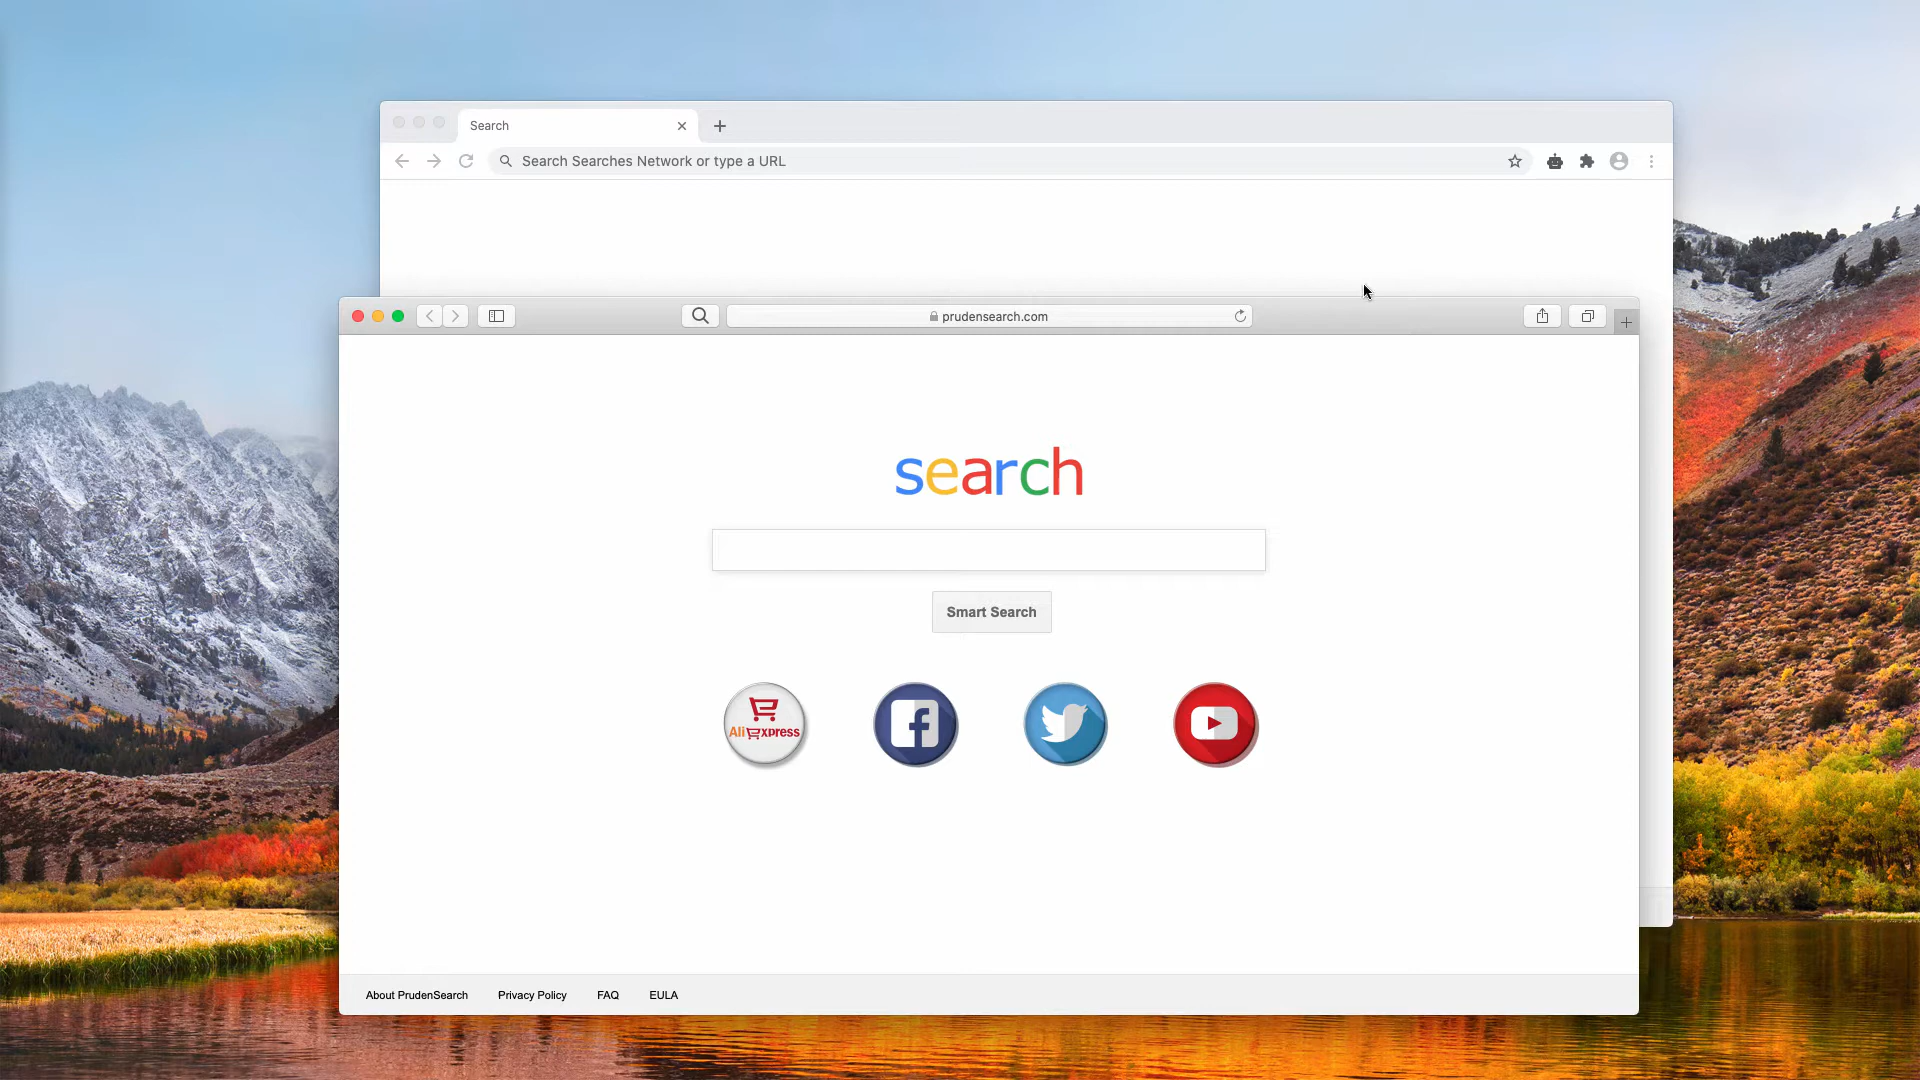 Search
Search Searches Network or type a URL
prudensearch.com
search
Smart Search
AliExpress
About PrudenSearch
Privacy Policy
FAQ
EULA